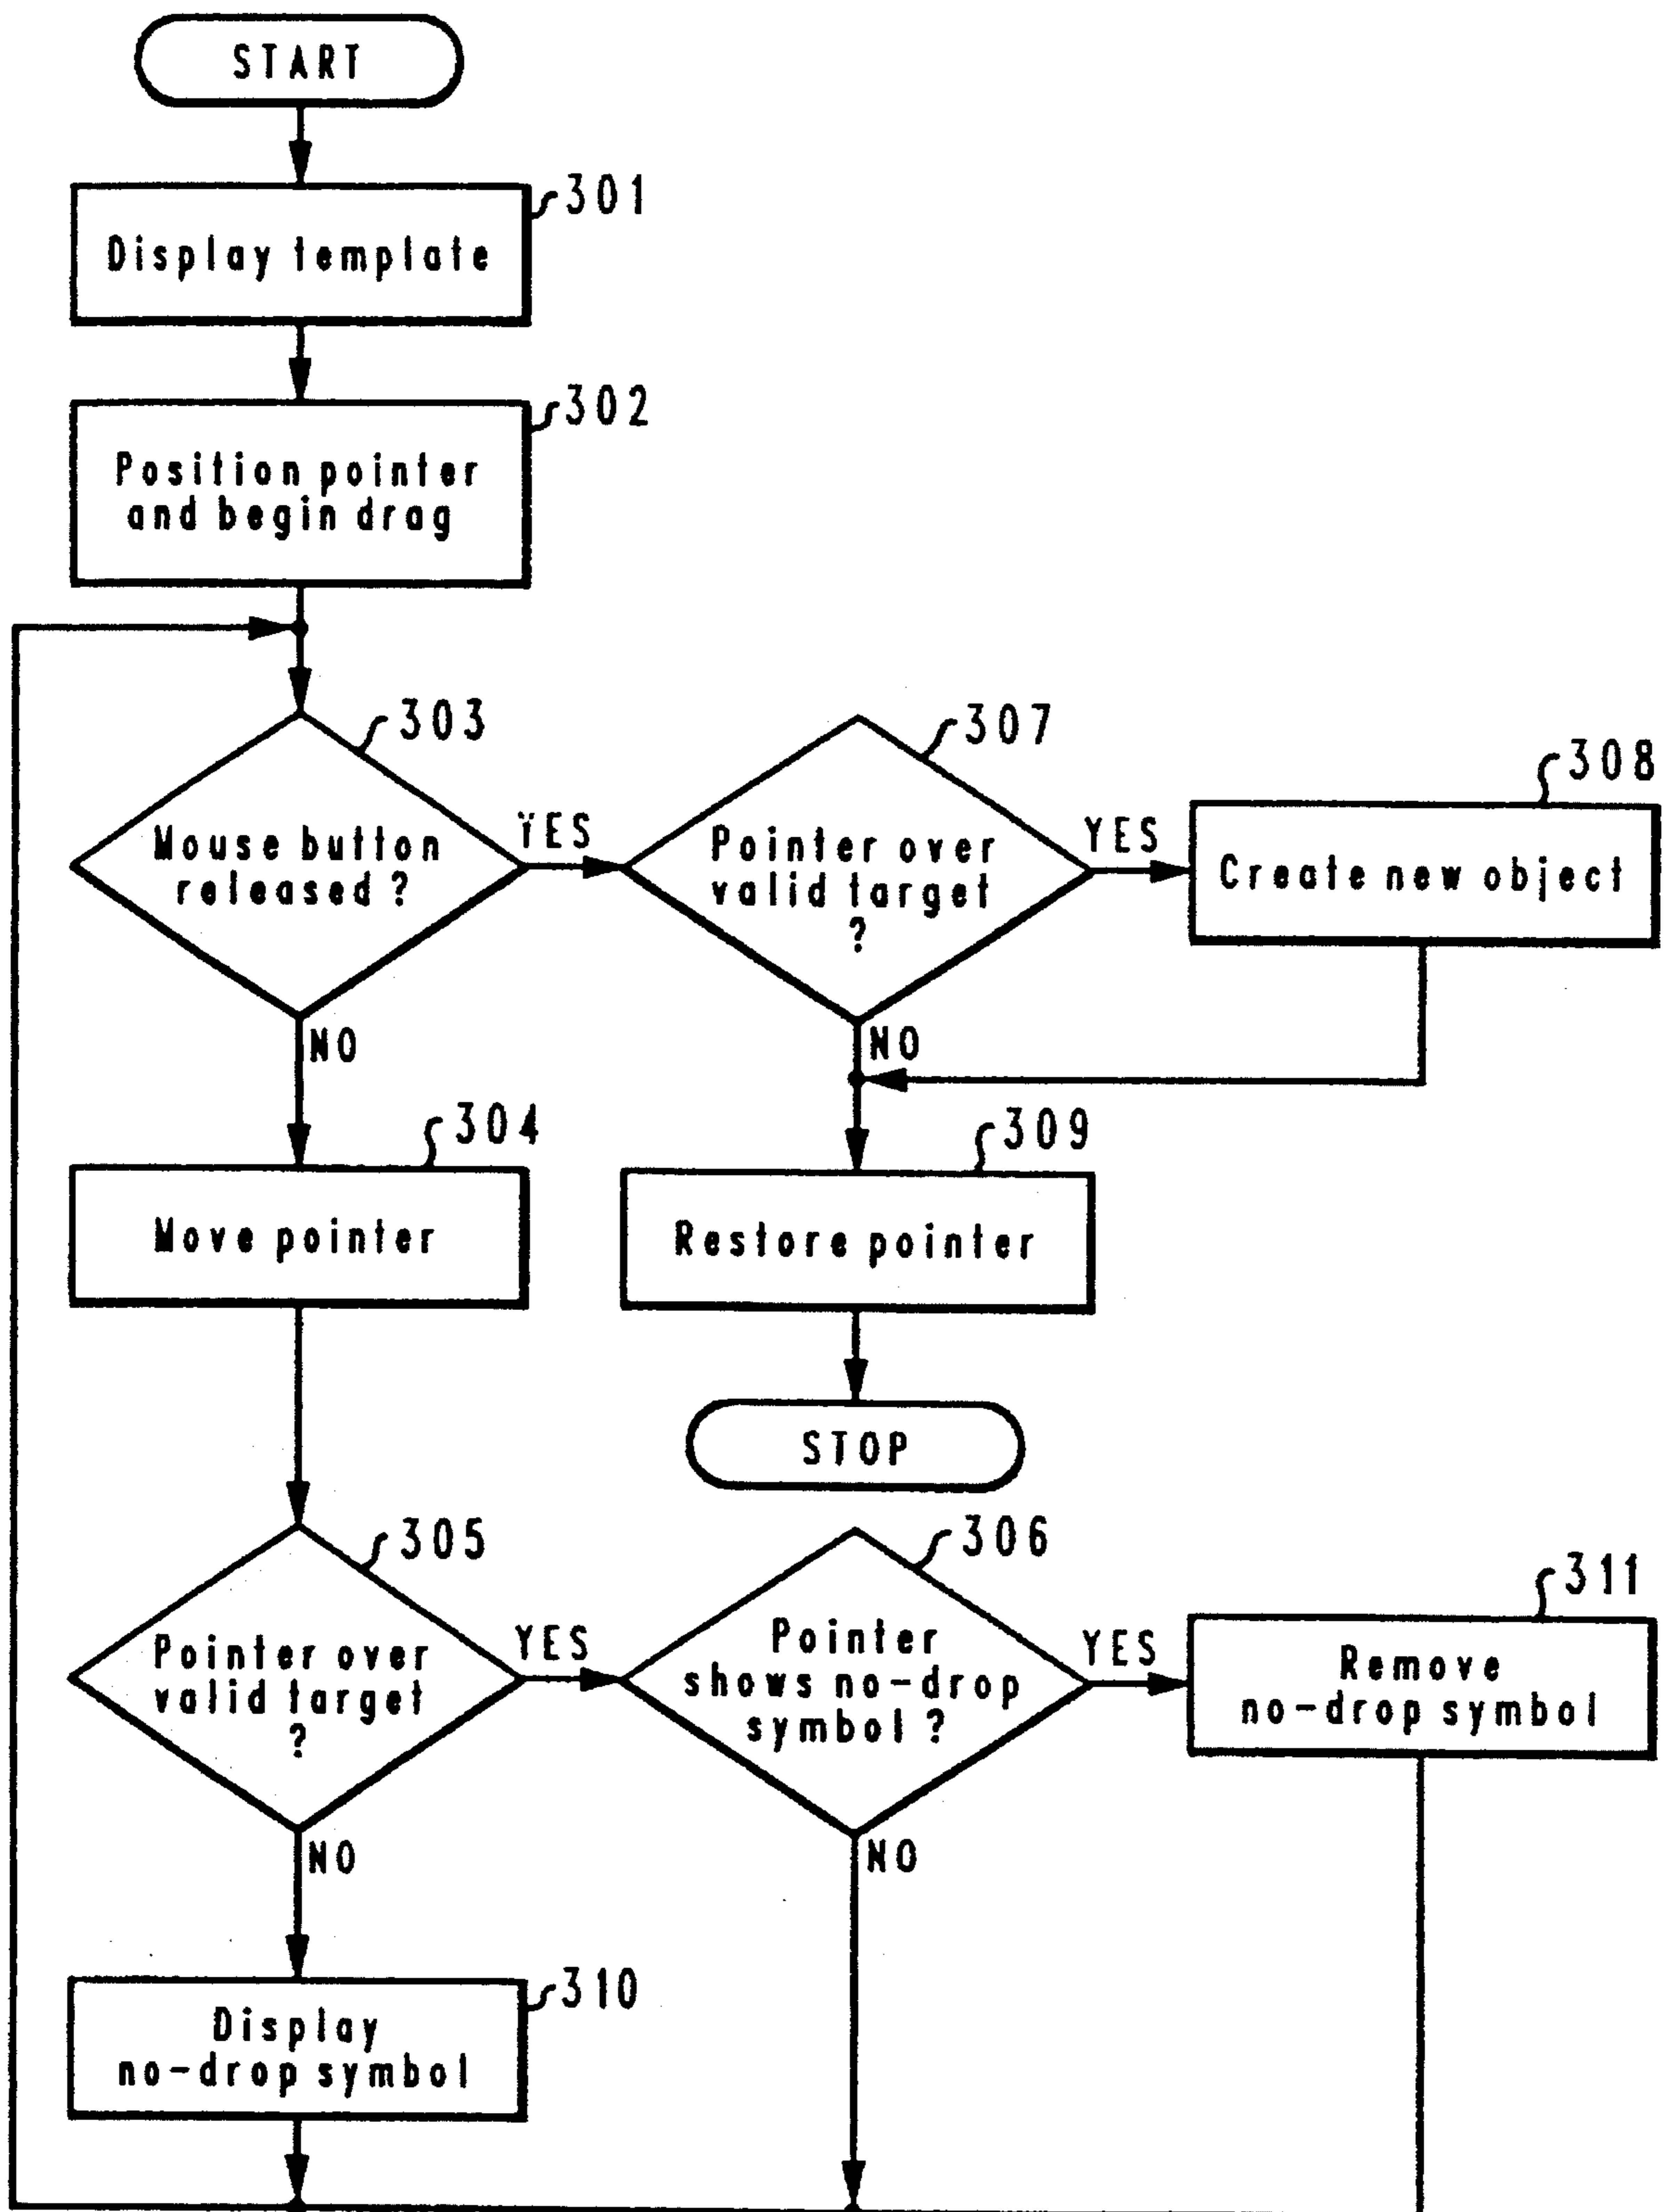 START
301
Display template
302
Position pointer
and begin drag
303
Mouse button
released ?
YES
NO
307
Pointer over
valid target
?
YES
NO
308
Create new object
304
Move pointer
309
Restore pointer
STOP
305
Pointer over
valid target
?
YES
NO
306
Pointer
shows no-drop
symbol ?
YES
NO
311
Remove
no-drop symbol
310
Display
no-drop symbol